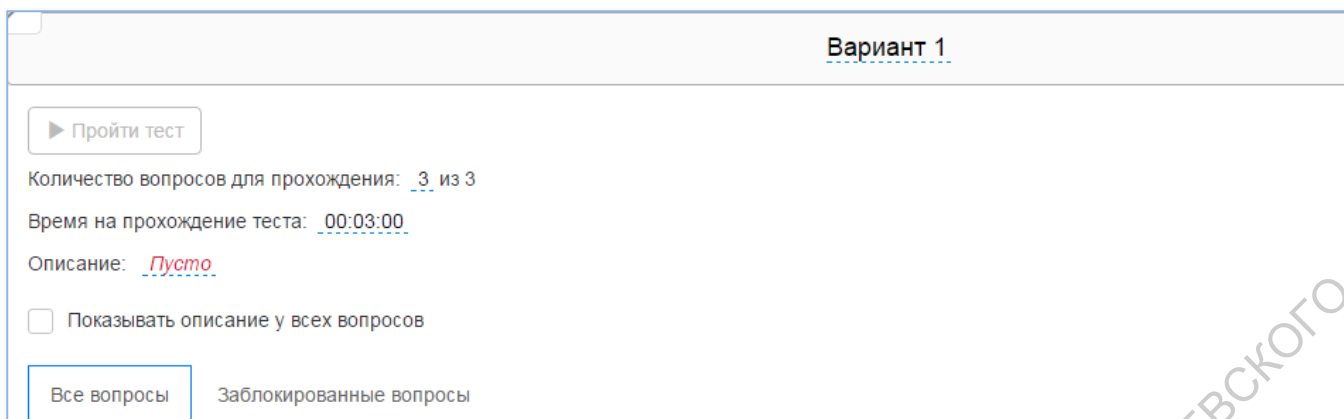 Вариант 1
Пройти тест
Количество вопросов для прохождения: 3 из 3
Время на прохождение теста: 00:03:00
Описание: Пусто
Показывать описание у всех вопросов
Все вопросы Заблокированные вопросы